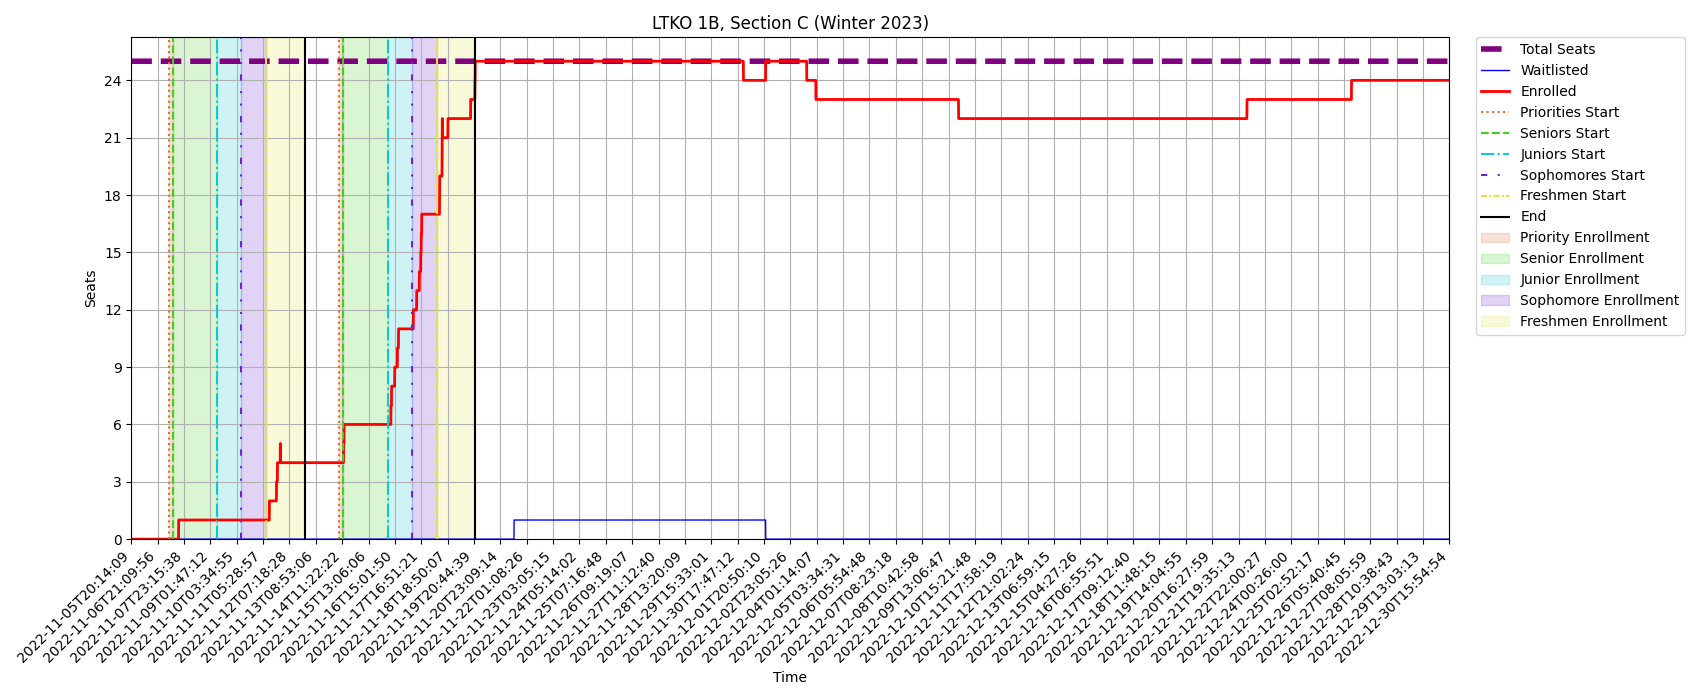 LTKO 1B, Section C (Winter 2023)
Total Seats
Waitlisted
Enrolled
Priorities Start
Seniors Start
Juniors Start
Sophomores Start
Freshmen Start
End
Priority Enrollment
Senior Enrollment
Junior Enrollment
Sophomore Enrollment
Freshmen Enrollment
Seats
24
21
18
15
12
9
6
3
0
2022-11-05T20:14:09
2022-11-06T21:09:56
2022-11-07T23:15:38
2022-11-09T01:47:12
2022-11-10T03:34:55
2022-11-11T05:28:57
2022-11-12T07:18:28
2022-11-13T08:53:06
2022-11-14T11:22:22
2022-11-15T13:06:06
2022-11-16T15:01:50
2022-11-17T16:51:21
2022-11-18T18:50:07
2022-11-19T20:44:39
2022-11-20T23:09:14
2022-11-22T01:08:26
2022-11-23T03:05:15
2022-11-24T05:14:02
2022-11-25T07:16:48
2022-11-26T09:19:07
2022-11-27T11:12:40
2022-11-28T13:20:09
2022-11-29T15:33:01
2022-11-30T17:47:12
2022-12-01T20:50:10
2022-12-02T23:05:26
2022-12-04T01:14:07
2022-12-05T03:34:31
2022-12-06T05:54:48
2022-12-07T08:23:18
2022-12-08T10:42:58
2022-12-09T13:06:47
2022-12-10T15:21:48
2022-12-11T17:58:19
2022-12-12T21:02:24
2022-12-13T06:59:15
2022-12-15T04:27:26
2022-12-16T06:55:51
2022-12-17T09:12:40
2022-12-18T11:48:15
2022-12-19T14:04:55
2022-12-20T16:27:59
2022-12-21T19:35:13
2022-12-22T22:00:27
2022-12-24T00:26:00
2022-12-25T02:52:17
2022-12-26T05:40:45
2022-12-27T08:05:59
2022-12-28T10:38:43
2022-12-29T13:03:13
2022-12-30T15:54:54
Time